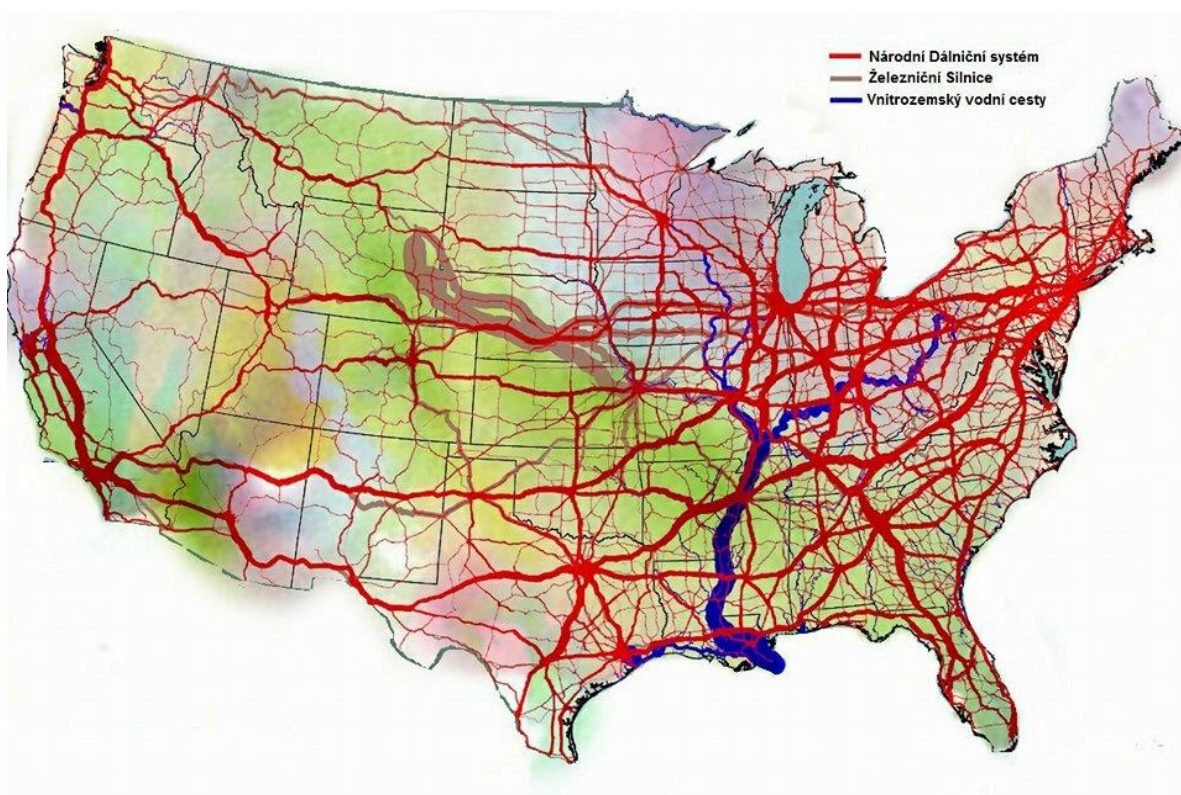 Národní Dálniční systém
Železniční Silnice
Vnitrozemský vodní cesty